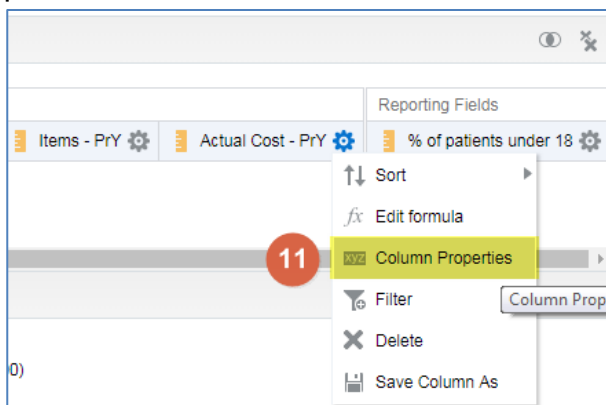 Reporting Fields
Items - PrY
Actual Cost - PrY
% of patients under 18
Sort
fx Edit formula
11
xyz Column Properties
Filter
Column Prop
Delete
0)
Save Column As